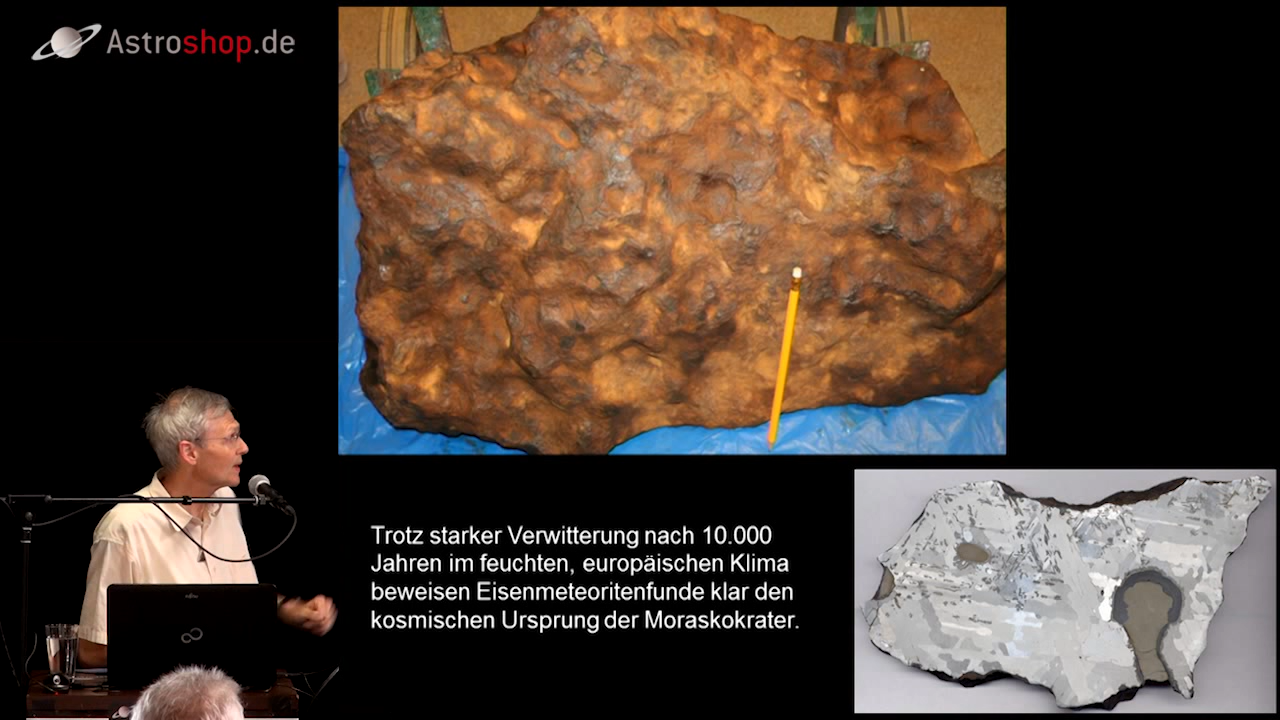 Astroshop.de
Trotz starker Verwitterung nach 10.000
Jahren im feuchten, europäischen Klima
beweisen Eisenmeteoritenfunde klar den
kosmischen Ursprung der Moraskokrater.